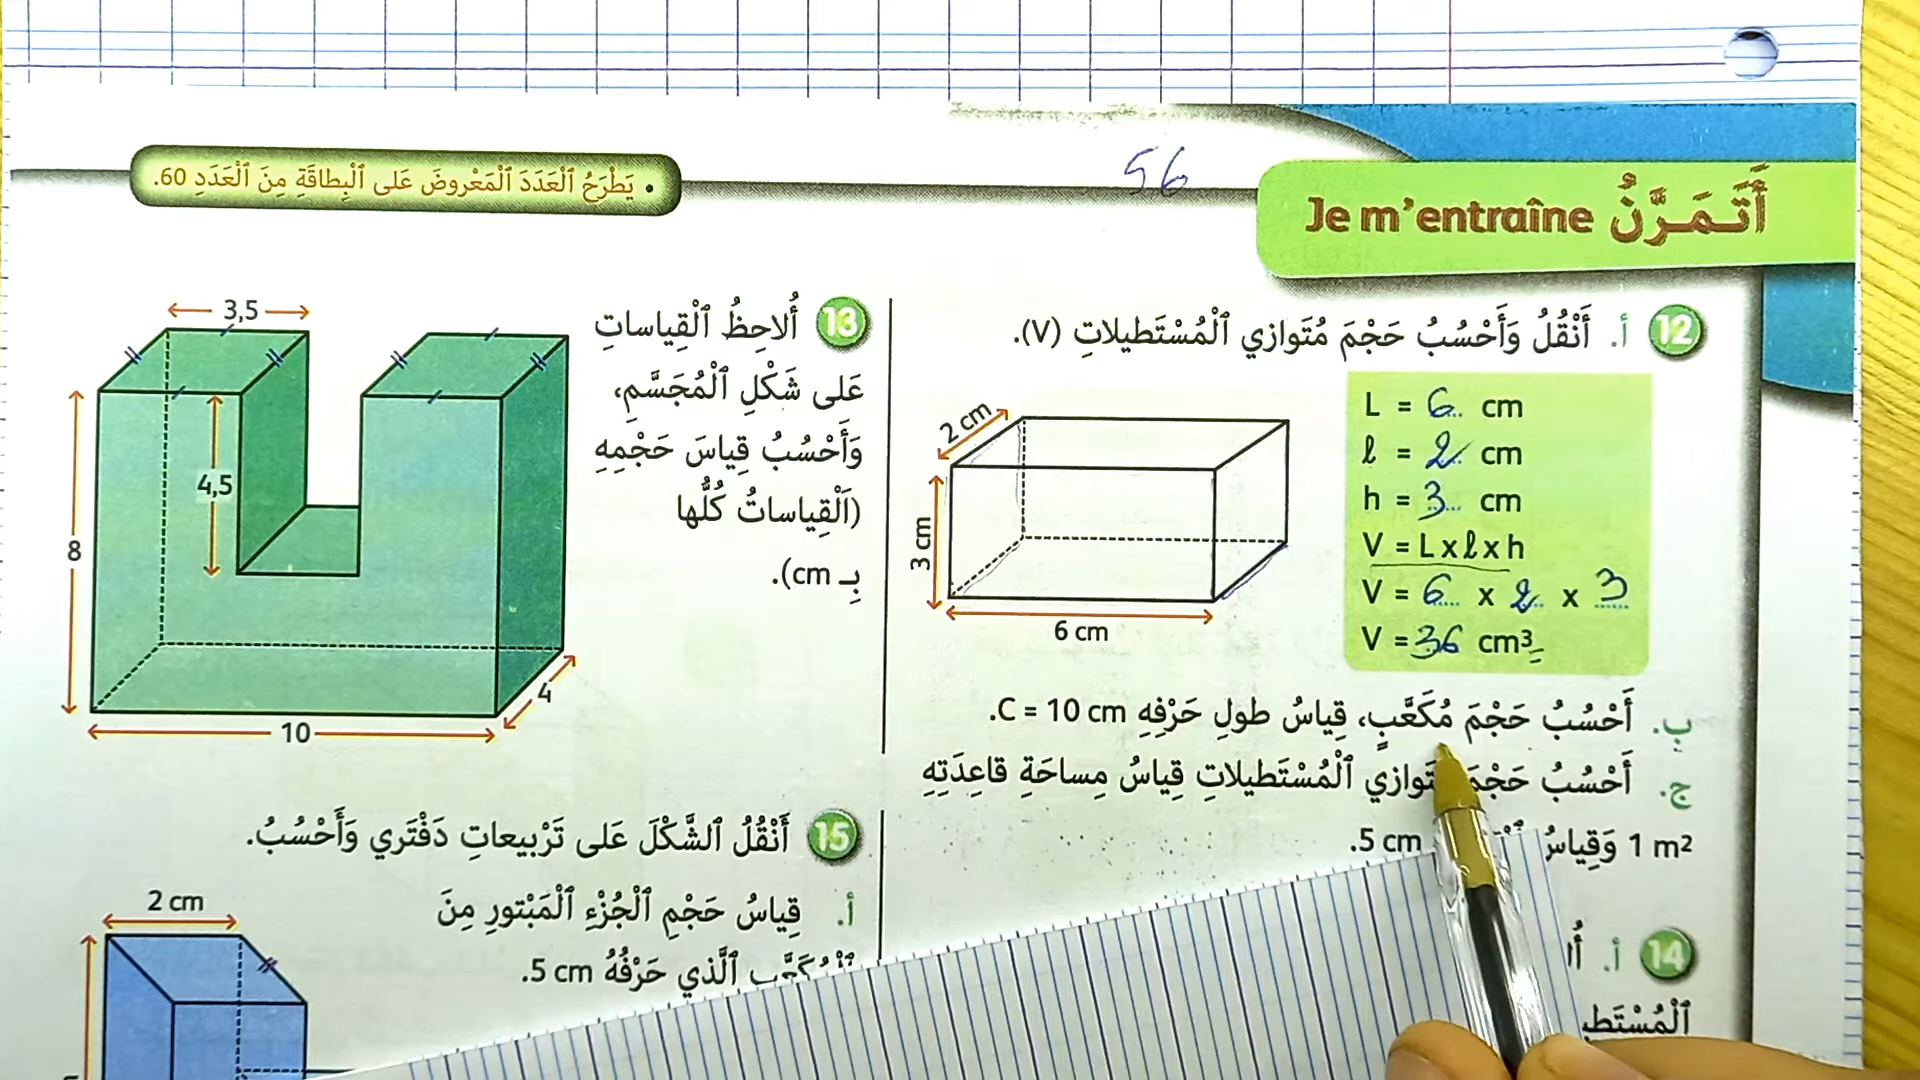 • يَطْرَحُ ٱلْعَدَدَ ٱلْمَعْروضَ عَلى ٱلْبِطاقَةِ مِنَ ٱلْعَدَدِ 60.
56
Je m'entraîne أَتَـمَـرَّنُ
12 أ. أَنْقُلُ وَأَحْسُبُ حَجْمَ مُتَوازي ٱلْمُسْتَطيلاتِ (V).
2 cm
3 cm
6 cm
L = 6 cm
ℓ = 2 cm
h = 3 cm
V = L x ℓ x h
V = 6 x 2 x 3
V = 36 cm³
ب. أَحْسُبُ حَجْمَ مُكَعَّبٍ، قِياسُ طولِ حَرْفِهِ C = 10 cm.
ج. أَحْسُبُ حَجْمَ ٱلْمُسْتَطيلاتِ قِياسُ مِساحَةِ قاعِدَتِهِ
1 m² وَقِياسُ 5 cm.
14 أ.
13 أُلاحِظُ ٱلْقِياساتِ
عَلى شَكْلِ ٱلْمُجَسَّمِ،
وَأَحْسُبُ قِياسَ حَجْمِهِ
(اَلْقِياساتُ كُلُّها
بِـ cm).
3,5
4,5
8
10
4
15 أَنْقُلُ ٱلشَّكْلَ عَلى تَرْبيعاتِ دَفْتَري وَأَحْسُبُ.
أ. قِياسُ حَجْمِ ٱلْجُزْءِ ٱلْمَبْتورِ مِنَ
ٱلْمُكَعَّبِ ٱلَّذي حَرْفُهُ 5 cm.
2 cm